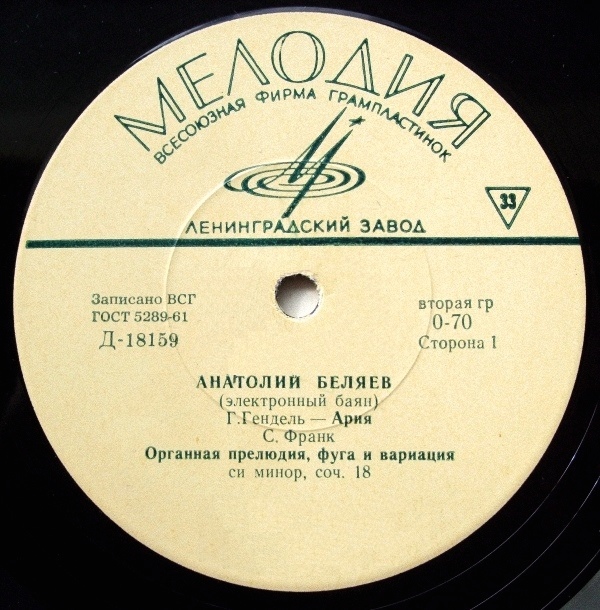 МЕЛОДИЯ
ВСЕСОЮЗНАЯ ФИРМА ГРАМПЛАСТИНОК
ЛЕНИНГРАДСКИЙ ЗАВОД
33
Записано ВСГ
ГОСТ 5289-61
Д-18159
вторая гр
0-70
Сторона 1
АНАТОЛИЙ БЕЛЯЕВ
(электронный баян)
Г.Гендель — Ария
С. Франк
Органная прелюдия, фуга и вариация
си минор, соч. 18